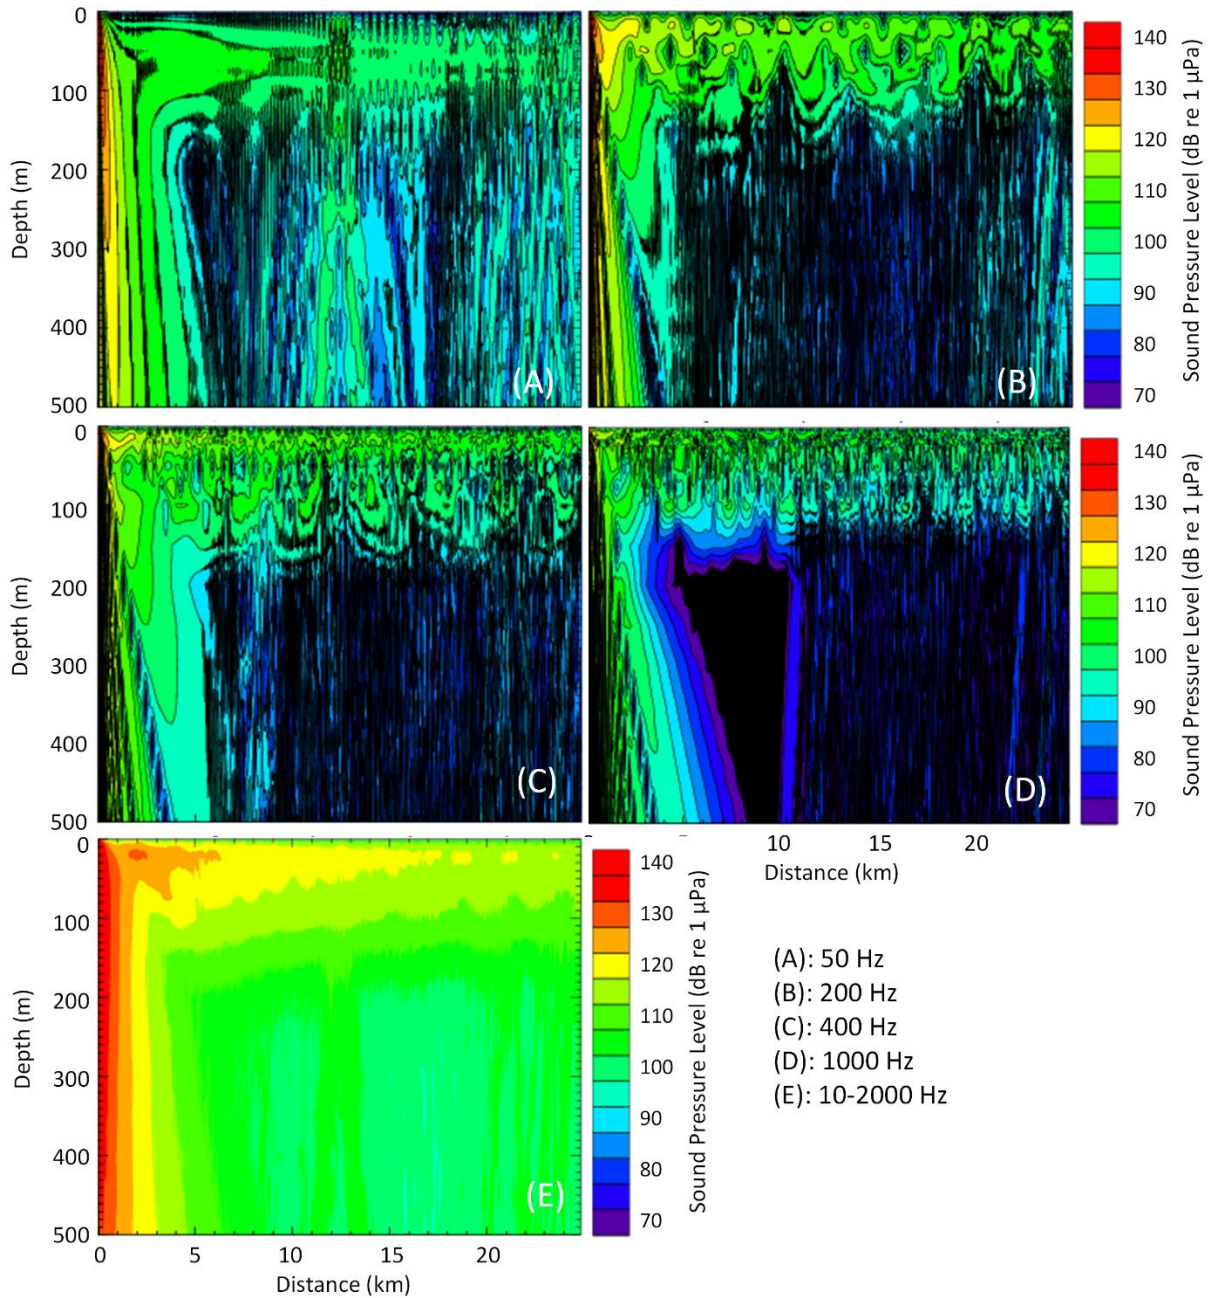 0
100
200
300
400
500
Depth (m)
(A)
(B)
140
130
120
110
100
90
80
70
Sound Pressure Level (dB re 1 µPa)
0
100
200
300
400
500
Depth (m)
(C)
(D)
140
130
120
110
100
90
80
70
Sound Pressure Level (dB re 1 µPa)
10 15 20
Distance (km)
0
100
200
300
400
500
Depth (m)
(E)
0 5 10 15 20
Distance (km)
140
130
120
110
100
90
80
70
Sound Pressure Level (dB re 1 µPa)
(A): 50 Hz
(B): 200 Hz
(C): 400 Hz
(D): 1000 Hz
(E): 10-2000 Hz